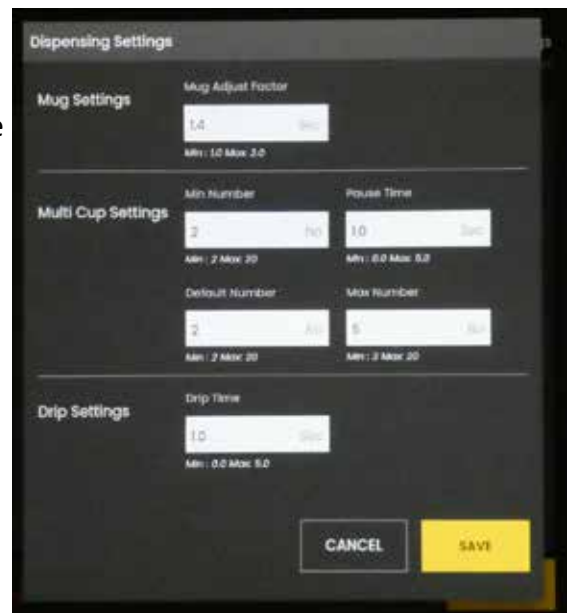 Dispensing Settings
Mug Settings
Mug Adjust Factor
1.4 Sec
Min : 1.0 Max 2.0
Multi Cup Settings
Min Number
Pause Time
2 No
1.0 Sec
Min : 2 Max 20
Min : 0.0 Max 5.0
Default Number
Max Number
2 No
5 No
Min : 2 Max 20
Min : 2 Max 20
Drip Settings
Drip Time
1.0 Sec
Min : 0.0 Max 5.0
CANCEL
SAVE